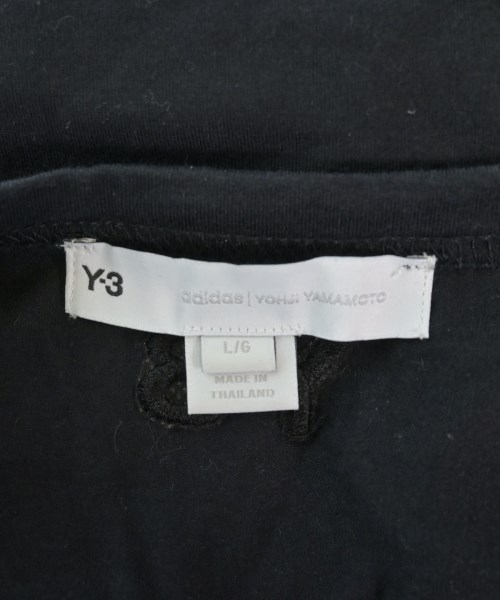 Y-3
adidas | YOHJI YAMAMOTO
L/G
MADE IN
THAILAND